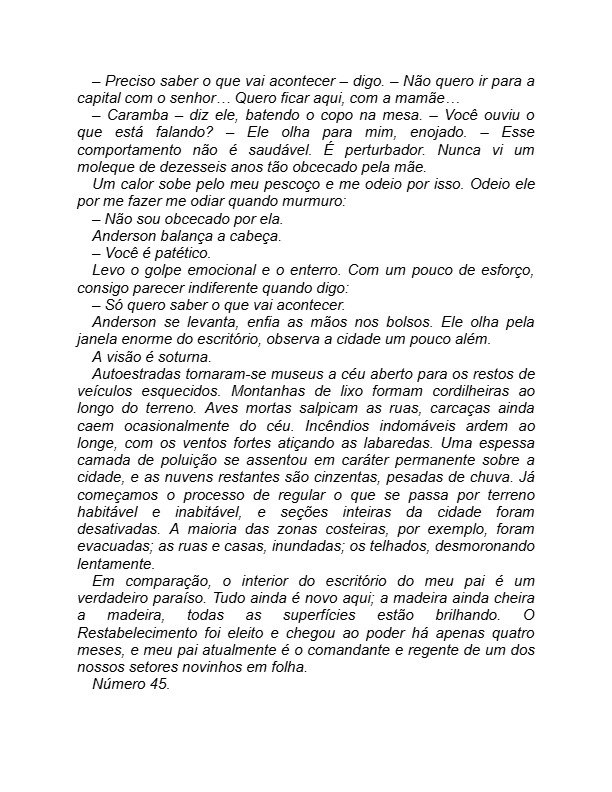 – Preciso saber o que vai acontecer – digo. – Não quero ir para a
capital com o senhor… Quero ficar aqui, com a mamãe…
– Caramba – diz ele, batendo o copo na mesa. – Você ouviu o
que está falando? – Ele olha para mim, enojado. – Esse
comportamento não é saudável. É perturbador. Nunca vi um
moleque de dezesseis anos tão obcecado pela mãe.
Um calor sobe pelo meu pescoço e me odeio por isso. Odeio ele
por me fazer me odiar quando murmuro:
– Não sou obcecado por ela.
Anderson balança a cabeça.
– Você é patético.
Levo o golpe emocional e o enterro. Com um pouco de esforço,
consigo parecer indiferente quando digo:
– Só quero saber o que vai acontecer.
Anderson se levanta, enfia as mãos nos bolsos. Ele olha pela
janela enorme do escritório, observa a cidade um pouco além.
A visão é soturna.
Autoestradas tornaram-se museus a céu aberto para os restos de
veículos esquecidos. Montanhas de lixo formam cordilheiras ao
longo do terreno. Aves mortas salpicam as ruas, carcaças ainda
caem ocasionalmente do céu. Incêndios indomáveis ardem ao
longe, com os ventos fortes atiçando as labaredas. Uma espessa
camada de poluição se assentou em caráter permanente sobre a
cidade, e as nuvens restantes são cinzentas, pesadas de chuva. Já
começamos o processo de regular o que se passa por terreno
habitável e inabitável, e seções inteiras da cidade foram
desativadas. A maioria das zonas costeiras, por exemplo, foram
evacuadas; as ruas e casas, inundadas; os telhados, desmoronando
lentamente.
Em comparação, o interior do escritório do meu pai é um
verdadeiro paraíso. Tudo ainda é novo aqui; a madeira ainda cheira
a madeira, todas as superfícies estão brilhando. O
Restabelecimento foi eleito e chegou ao poder há apenas quatro
meses, e meu pai atualmente é o comandante e regente de um dos
nossos setores novinhos em folha.
Número 45.